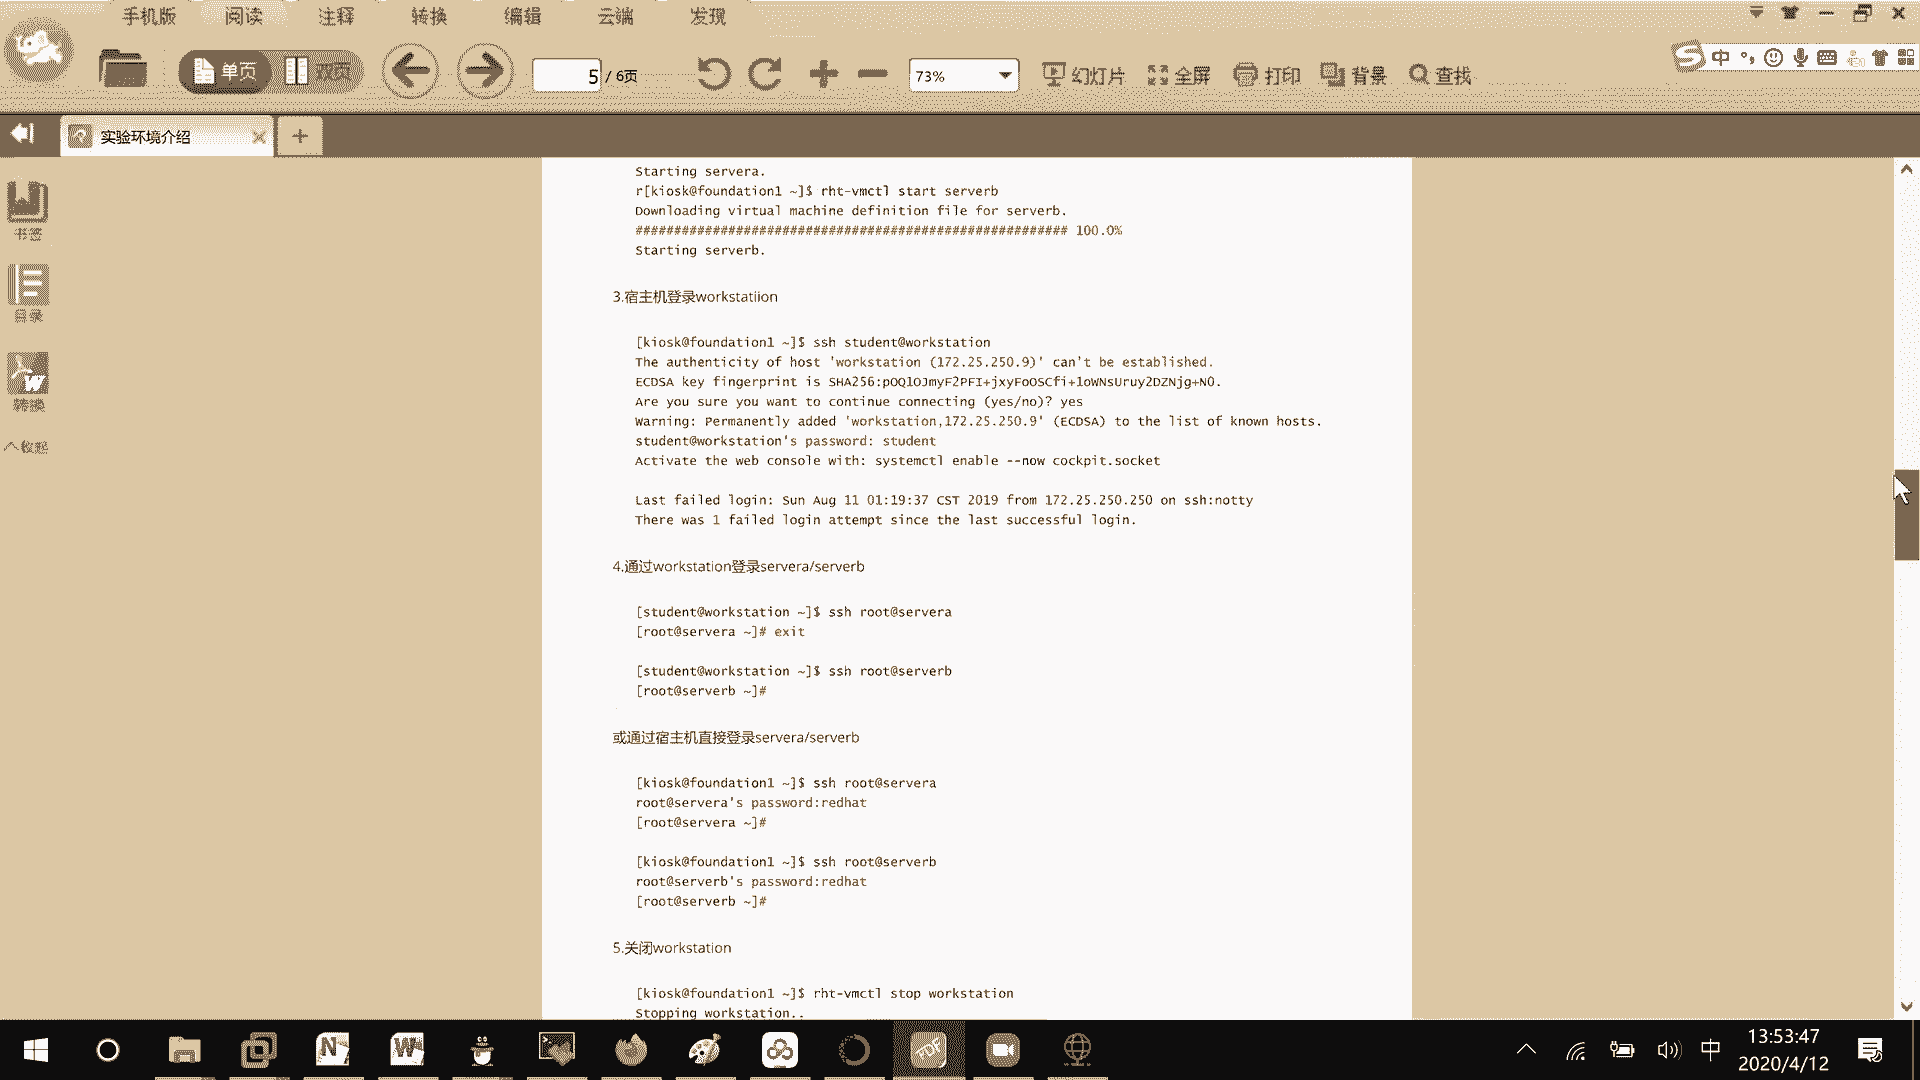 手机版 阅读 注释 转换 编辑 云端 发现
单页 双页 5 / 6页 73% 幻灯片 全屏 打印 背景 查找
中
实验环境介绍
书签
目录
转换
收起
Starting servera.
r[kiosk@foundation1 ~]$ rht-vmctl start serverb
Downloading virtual machine definition file for serverb.
######################################################## 100.0%
Starting serverb.
3.宿主机登录workstatiion
[kiosk@foundation1 ~]$ ssh student@workstation
The authenticity of host 'workstation (172.25.250.9)' can't be established.
ECDSA key fingerprint is SHA256:pOQlOJmyF2PFI+jxyFoOSCfi+1oWNsUruy2DZNjg+N0.
Are you sure you want to continue connecting (yes/no)? yes
Warning: Permanently added 'workstation,172.25.250.9' (ECDSA) to the list of known hosts.
student@workstation's password: student
Activate the web console with: systemctl enable --now cockpit.socket
Last failed login: Sun Aug 11 01:19:37 CST 2019 from 172.25.250.250 on ssh:notty
There was 1 failed login attempt since the last successful login.
4.通过workstation登录servera/serverb
[student@workstation ~]$ ssh root@servera
[root@servera ~]# exit
[student@workstation ~]$ ssh root@serverb
[root@serverb ~]#
或通过宿主机直接登录servera/serverb
[kiosk@foundation1 ~]$ ssh root@servera
root@servera's password:redhat
[root@servera ~]#
[kiosk@foundation1 ~]$ ssh root@serverb
root@serverb's password:redhat
[root@serverb ~]#
5.关闭workstation
[kiosk@foundation1 ~]$ rht-vmctl stop workstation
Stopping workstation..
中 13:53:47
2020/4/12